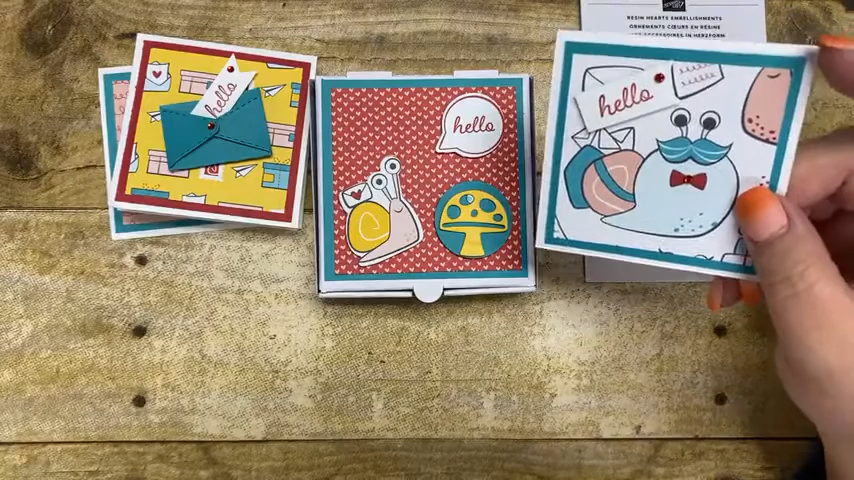 RESIN HEARTS EMBELLISHMENTS
ORNEMENTS CŒURS EN RÉSINE
hello
hello
hello